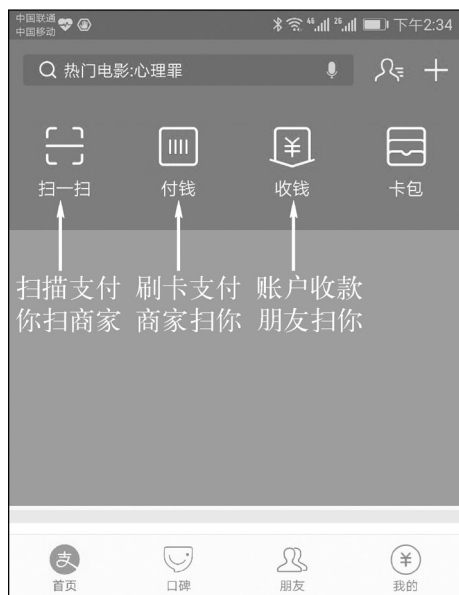 中国联通
中国移动
46 26 下午2:34
热门电影:心理罪
扫一扫 付钱 收钱 卡包
扫描支付 刷卡支付 账户收款
你扫商家 商家扫你 朋友扫你
支
首页 口碑 朋友 我的